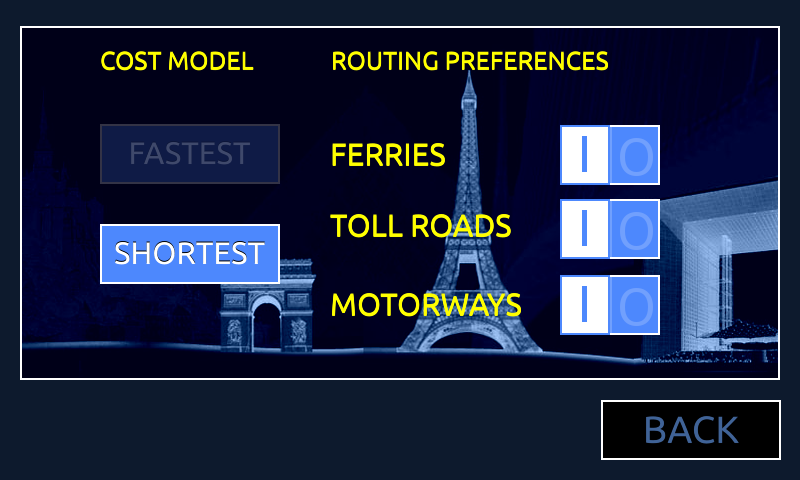 COST MODEL
ROUTING PREFERENCES
FASTEST
FERRIES
I O
SHORTEST
TOLL ROADS
I O
MOTORWAYS
I O
BACK